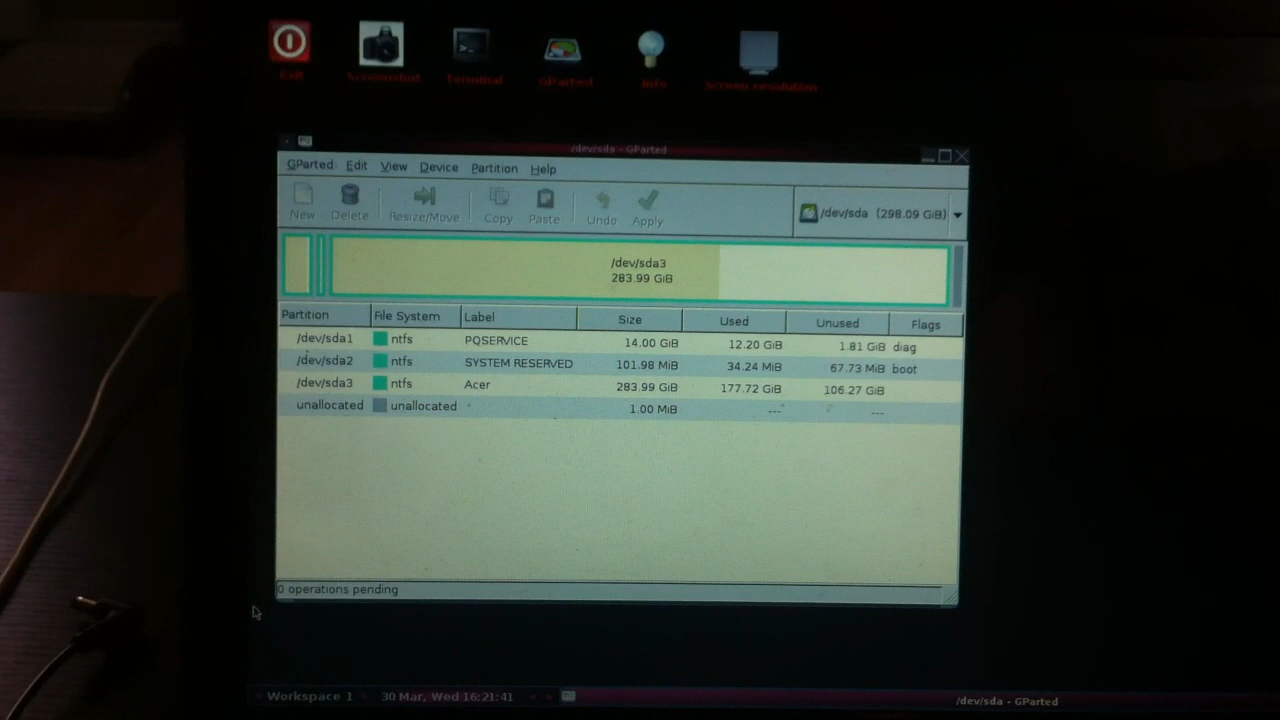 Exit Screenshot Terminal GParted Info Screen resolution
/dev/sda - GParted
GParted Edit View Device Partition Help
New Delete Resize/Move Copy Paste Undo Apply /dev/sda (298.09 GiB)
/dev/sda3
283.99 GiB
Partition File System Label Size Used Unused Flags
/dev/sda1 ntfs PQSERVICE 14.00 GiB 12.20 GiB 1.81 GiB diag
/dev/sda2 ntfs SYSTEM RESERVED 101.98 MiB 34.24 MiB 67.73 MiB boot
/dev/sda3 ntfs Acer 283.99 GiB 177.72 GiB 106.27 GiB
unallocated unallocated 1.00 MiB --- ---
0 operations pending
Workspace 1 30 Mar, Wed 16:21:41 /dev/sda - GParted